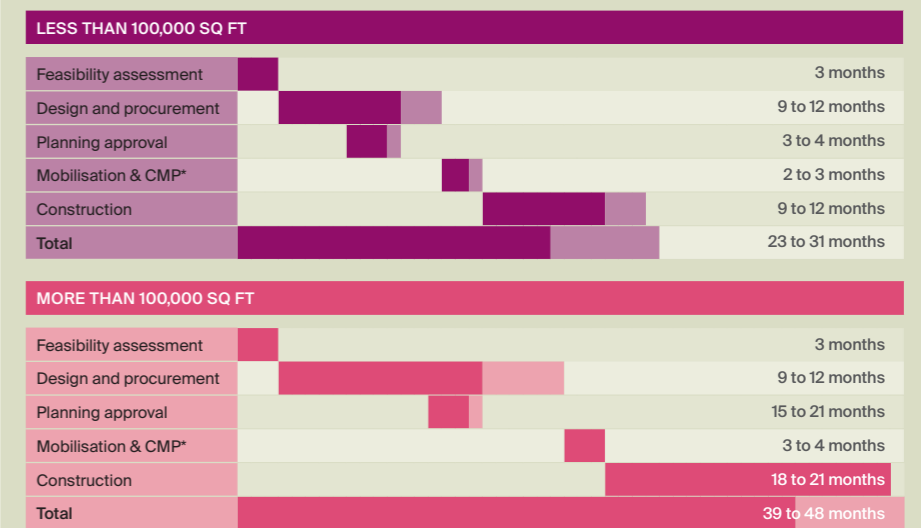 LESS THAN 100,000 SQ FT
Feasibility assessment 3 months
Design and procurement 9 to 12 months
Planning approval 3 to 4 months
Mobilisation & CMP* 2 to 3 months
Construction 9 to 12 months
Total 23 to 31 months
MORE THAN 100,000 SQ FT
Feasibility assessment 3 months
Design and procurement 9 to 12 months
Planning approval 15 to 21 months
Mobilisation & CMP* 3 to 4 months
Construction 18 to 21 months
Total 39 to 48 months